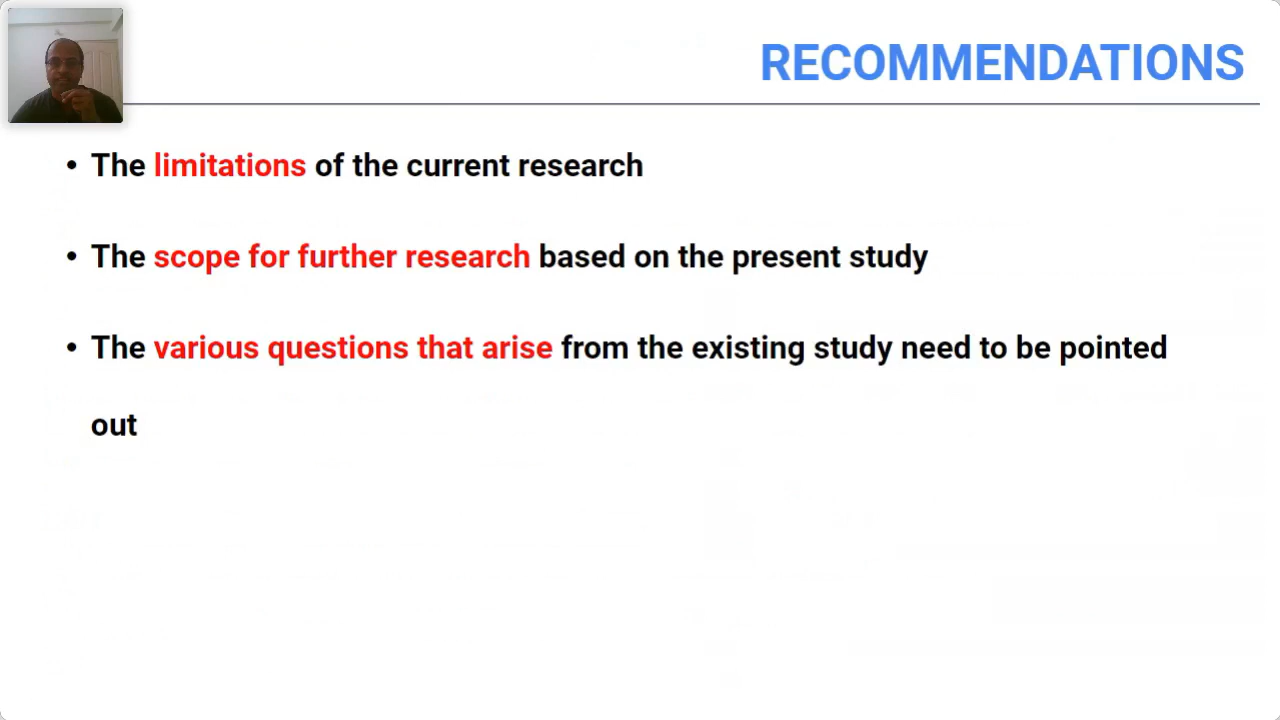 RECOMMENDATIONS
• The limitations of the current research
• The scope for further research based on the present study
• The various questions that arise from the existing study need to be pointed
out